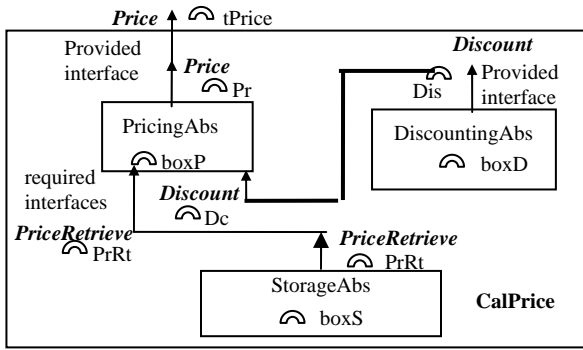 Price tPrice
Provided
interface
Price
Pr
Discount
Provided
interface
Dis
PricingAbs
boxP
DiscountingAbs
boxD
required
interfaces
Discount
Dc
PriceRetrieve
PrRt
PriceRetrieve
PrRt
StorageAbs
boxS
CalPrice